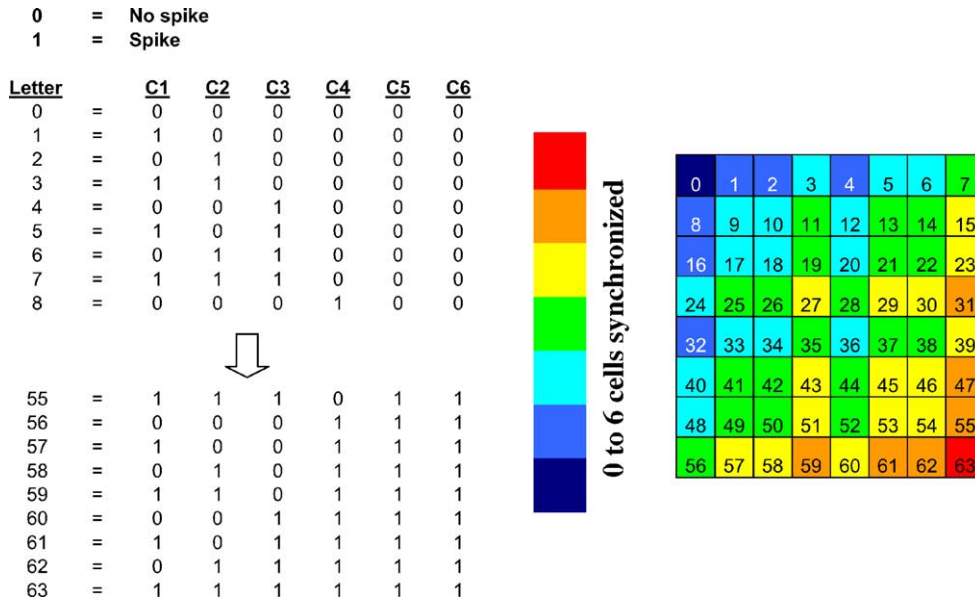 0 = No spike
1 = Spike
Letter C1 C2 C3 C4 C5 C6
0 = 0 0 0 0 0 0
1 = 1 0 0 0 0 0
2 = 0 1 0 0 0 0
3 = 1 1 0 0 0 0
4 = 0 0 1 0 0 0
5 = 1 0 1 0 0 0
6 = 0 1 1 0 0 0
7 = 1 1 1 0 0 0
8 = 0 0 0 1 0 0
55 = 1 1 1 0 1 1
56 = 0 0 0 1 1 1
57 = 1 0 0 1 1 1
58 = 0 1 0 1 1 1
59 = 1 1 0 1 1 1
60 = 0 0 1 1 1 1
61 = 1 0 1 1 1 1
62 = 0 1 1 1 1 1
63 = 1 1 1 1 1 1
0 to 6 cells synchronized
0 1 2 3 4 5 6 7
8 9 10 11 12 13 14 15
16 17 18 19 20 21 22 23
24 25 26 27 28 29 30 31
32 33 34 35 36 37 38 39
40 41 42 43 44 45 46 47
48 49 50 51 52 53 54 55
56 57 58 59 60 61 62 63